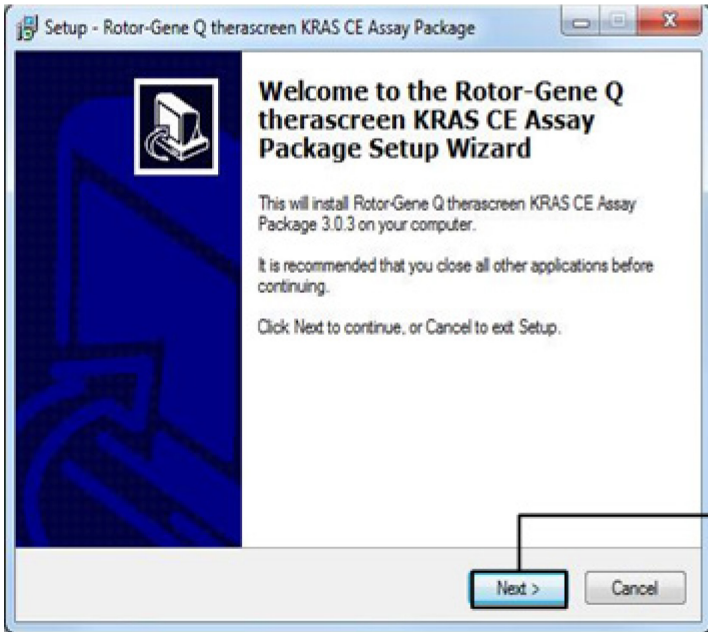 Setup - Rotor-Gene Q therascreen KRAS CE Assay Package
Welcome to the Rotor-Gene Q
therascreen KRAS CE Assay
Package Setup Wizard
This will install Rotor-Gene Q therascreen KRAS CE Assay
Package 3.0.3 on your computer.
It is recommended that you close all other applications before
continuing.
Click Next to continue, or Cancel to exit Setup.
Next >
Cancel